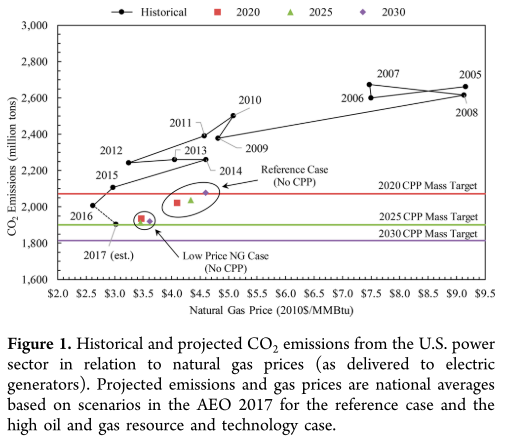 Historical 2020 2025 2030
3,000
2,800
2,600
2,400
2,200
2,000
1,800
1,600
CO2 Emissions (million tons)
2007
2005
2006
2008
2010
2011
2009
2012
2013
2014
2015
Reference Case
(No CPP)
2020 CPP Mass Target
2016
2025 CPP Mass Target
2030 CPP Mass Target
2017 (est.)
Low Price NG Case
(No CPP)
$2.0 $2.5 $3.0 $3.5 $4.0 $4.5 $5.0 $5.5 $6.0 $6.5 $7.0 $7.5 $8.0 $8.5 $9.0 $9.5
Natural Gas Price (2010$/MMBtu)
Figure 1. Historical and projected CO2 emissions from the U.S. power
sector in relation to natural gas prices (as delivered to electric
generators). Projected emissions and gas prices are national averages
based on scenarios in the AEO 2017 for the reference case and the
high oil and gas resource and technology case.